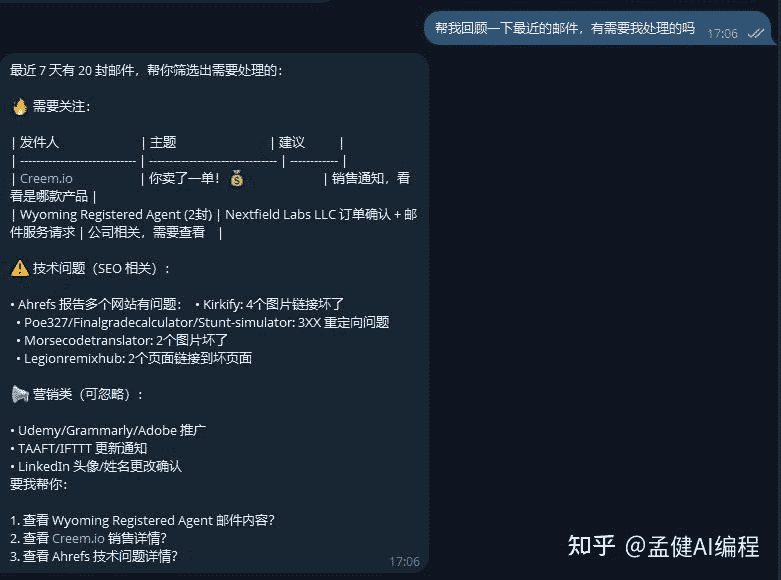 帮我回顾一下最近的邮件，有需要我处理的吗 17:06
最近 7 天有 20 封邮件，帮你筛选出需要处理的：
🔥 需要关注：
| 发件人 | 主题 | 建议 |
| ---------------------------- | ------------------------------- | ------------ |
| Creem.io | 你卖了一单！💰 | 销售通知，看
看是哪款产品 |
| Wyoming Registered Agent (2封) | Nextfield Labs LLC 订单确认 + 邮
件服务请求 | 公司相关，需要查看 |
⚠️ 技术问题（SEO 相关）：
• Ahrefs 报告多个网站有问题： • Kirkify: 4个图片链接坏了
• Poe327/Finalgradecalculator/Stunt-simulator: 3XX 重定向问题
• Morsecodetranslator: 2个图片坏了
• Legionremixhub: 2个页面链接到坏页面
📢 营销类（可忽略）：
• Udemy/Grammarly/Adobe 推广
• TAAFT/IFTTT 更新通知
• LinkedIn 头像/姓名更改确认
要我帮你：
1. 查看 Wyoming Registered Agent 邮件内容？
2. 查看 Creem.io 销售详情？
3. 查看 Ahrefs 技术问题详情？
17:06
知乎 @孟健AI编程